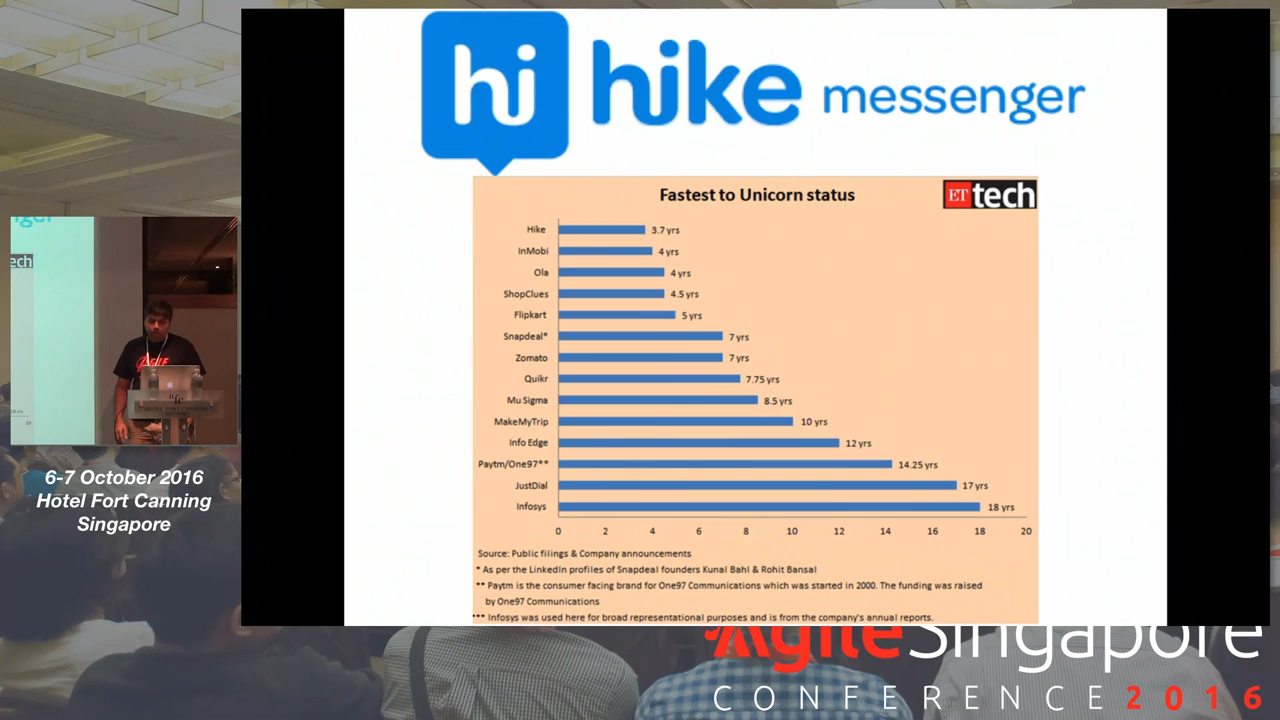 hi hike messenger
Fastest to Unicorn status
ET tech
Hike 3.7 yrs
InMobi 4 yrs
Ola 4 yrs
ShopClues 4.5 yrs
Flipkart 5 yrs
Snapdeal* 7 yrs
Zomato 7 yrs
Quikr 7.75 yrs
Mu Sigma 8.5 yrs
MakeMyTrip 10 yrs
Info Edge 12 yrs
Paytm/One97** 14.25 yrs
JustDial 17 yrs
Infosys 18 yrs
0 2 4 6 8 10 12 14 16 18 20
Source: Public filings & Company announcements
* As per the LinkedIn profiles of Snapdeal founders Kunal Bahl & Rohit Bansal
** Paytm is the consumer facing brand for One97 Communications which was started in 2000. The funding was raised
by One97 Communications
*** Infosys was used here for broad representational purposes and is from the company's annual reports.
ech
HOTEL FORT CANNING
6-7 October 2016
Hotel Fort Canning
Singapore
AgileSingapore
CONFERENCE 2016